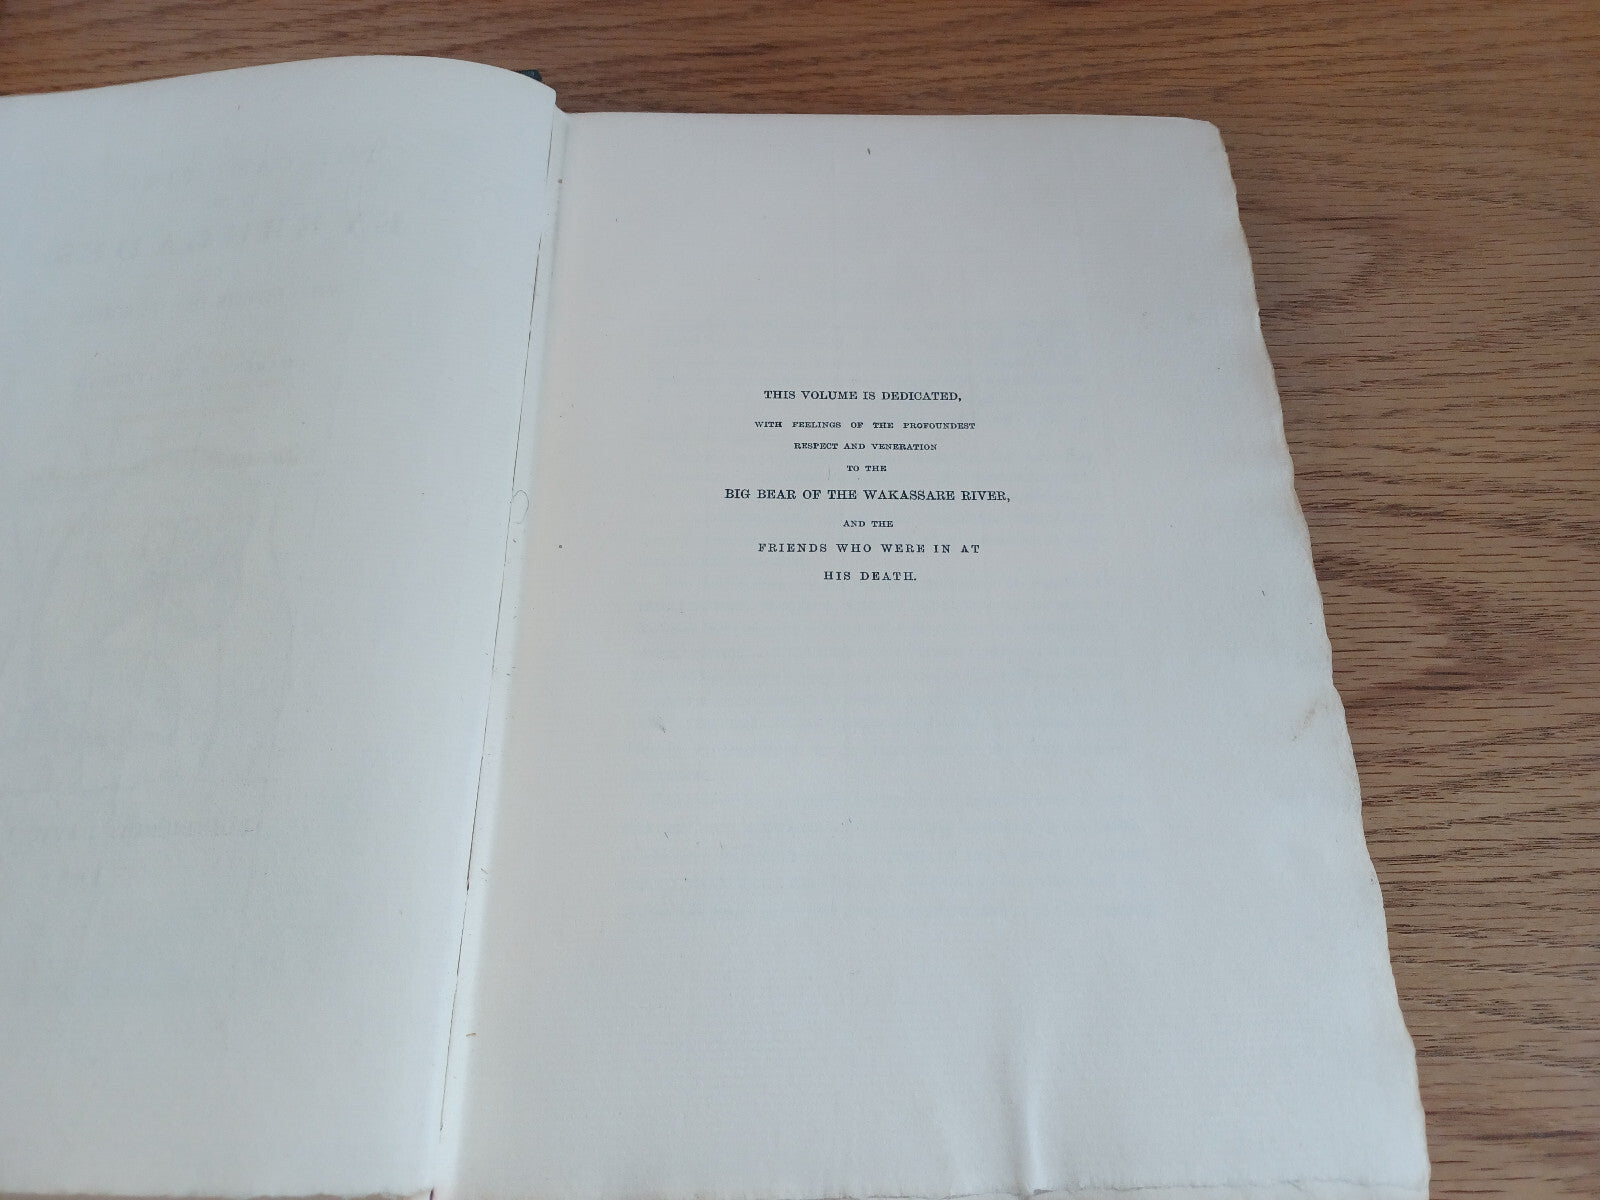 THIS VOLUME IS DEDICATED,
WITH FEELINGS OF THE PROFOUNDEST
RESPECT AND VENERATION
TO THE
BIG BEAR OF THE WAKASSARE RIVER,
AND THE
FRIENDS WHO WERE IN AT
HIS DEATH.